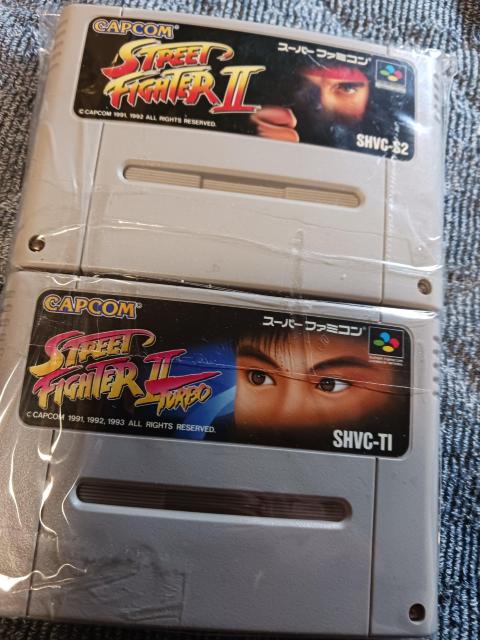 CAPCOM
STREET
FIGHTER II
スーパーファミコン
© CAPCOM 1991, 1992 ALL RIGHTS RESERVED.
SHVC-S2
CAPCOM
STREET
FIGHTER II
TURBO
スーパーファミコン
© CAPCOM 1991, 1992, 1993 ALL RIGHTS RESERVED.
SHVC-TI